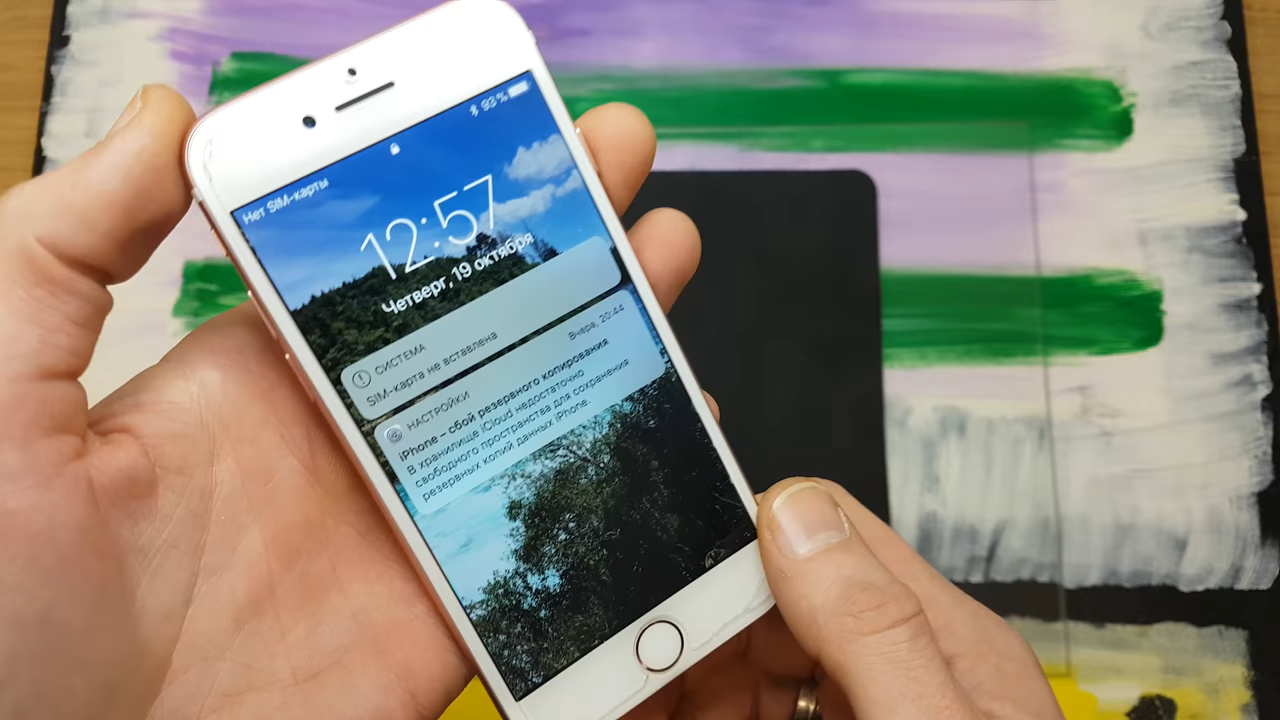 Нет SIM-карты
93 %
12:57
Четверг, 19 октября
СИСТЕМА
SIM-карта не вставлена
НАСТРОЙКИ
Вчера, 20:44
iPhone – сбой резервного копирования
В хранилище iCloud недостаточно
свободного пространства для сохранения
резервных копий данных iPhone.